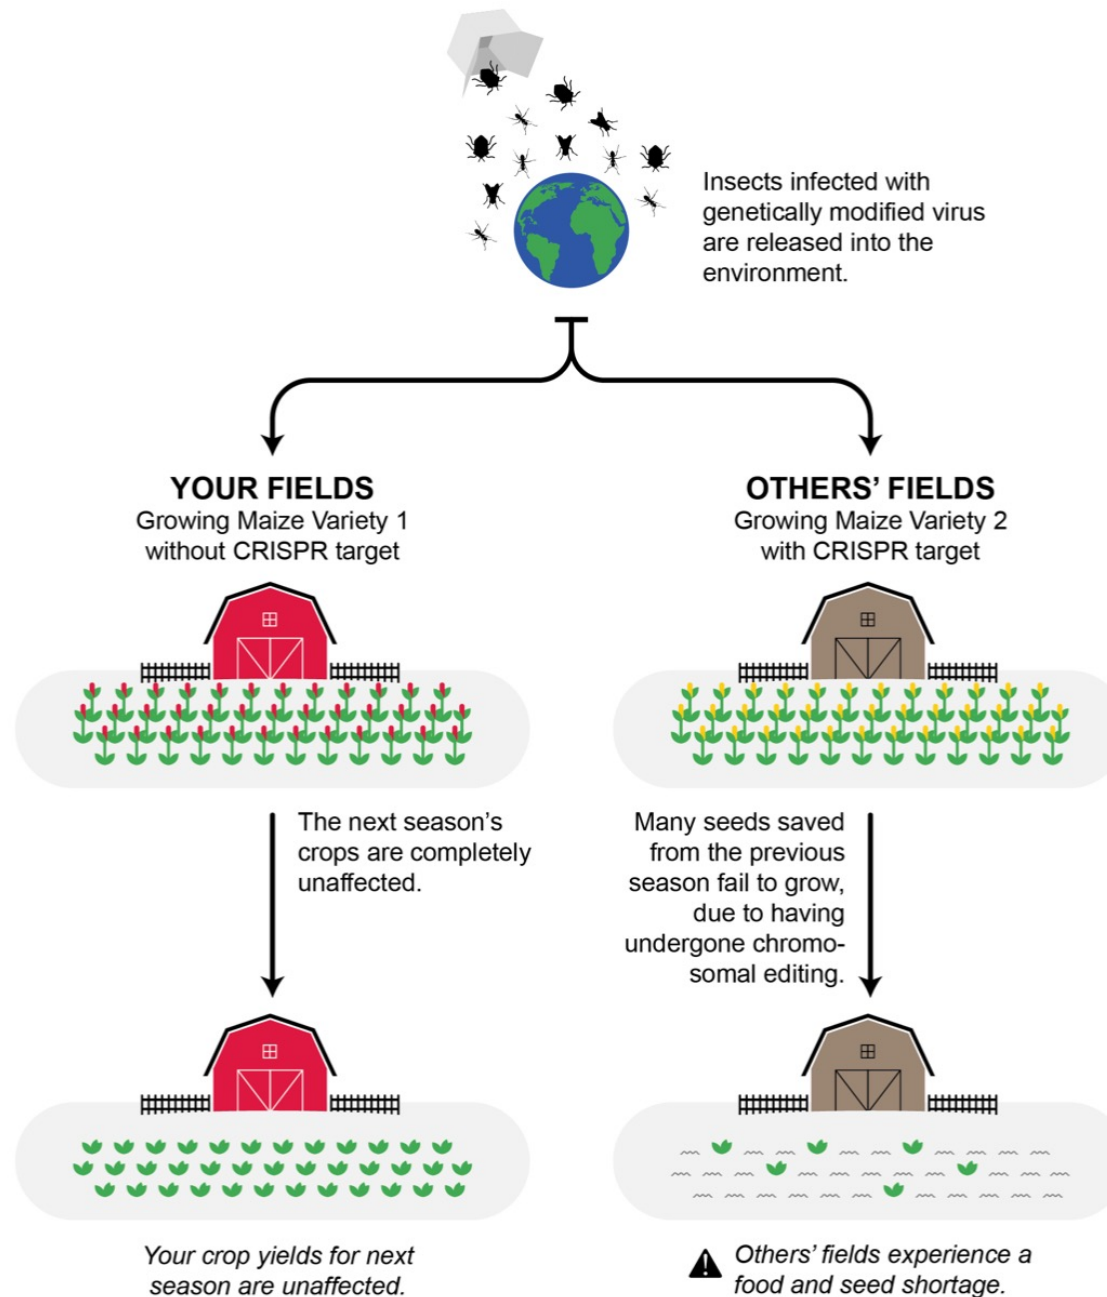 Insects infected with
genetically modified virus
are released into the
environment.
YOUR FIELDS
Growing Maize Variety 1
without CRISPR target
OTHERS’ FIELDS
Growing Maize Variety 2
with CRISPR target
The next season’s
crops are completely
unaffected.
Many seeds saved
from the previous
season fail to grow,
due to having
undergone chromo-
somal editing.
Your crop yields for next
season are unaffected.
Others’ fields experience a
food and seed shortage.